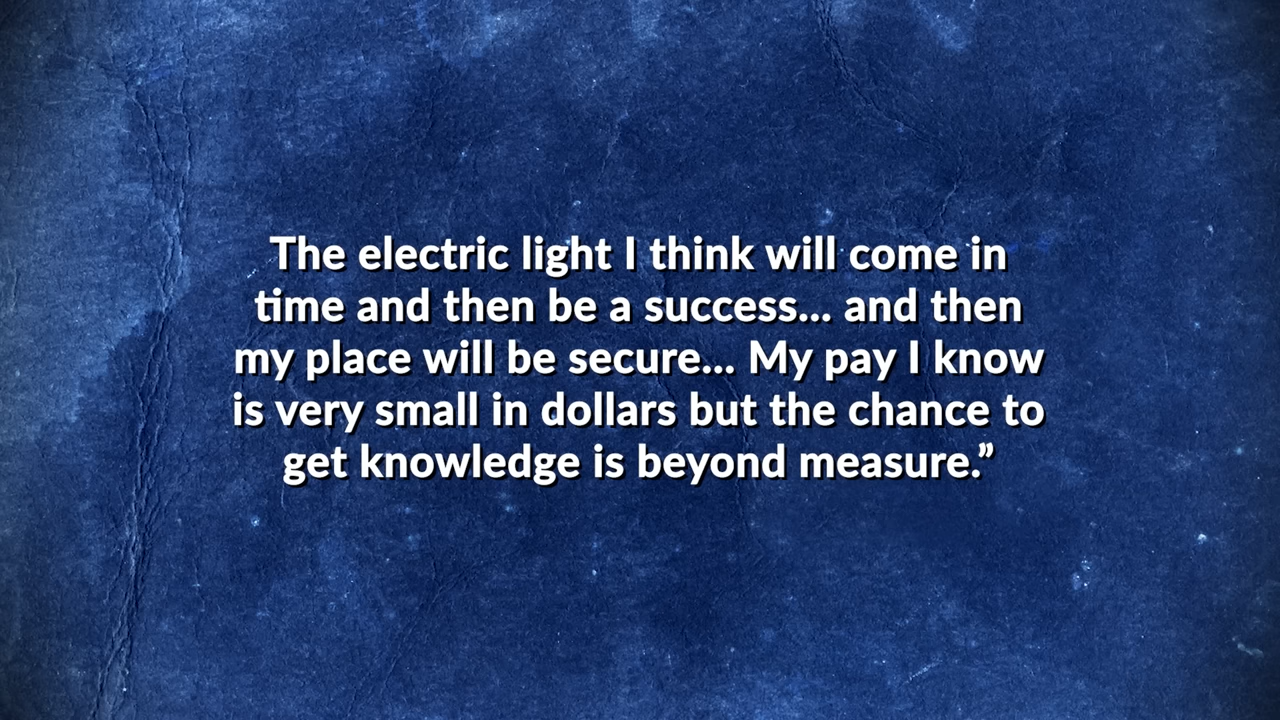 The electric light I think will come in
time and then be a success... and then
my place will be secure... My pay I know
is very small in dollars but the chance to
get knowledge is beyond measure.”